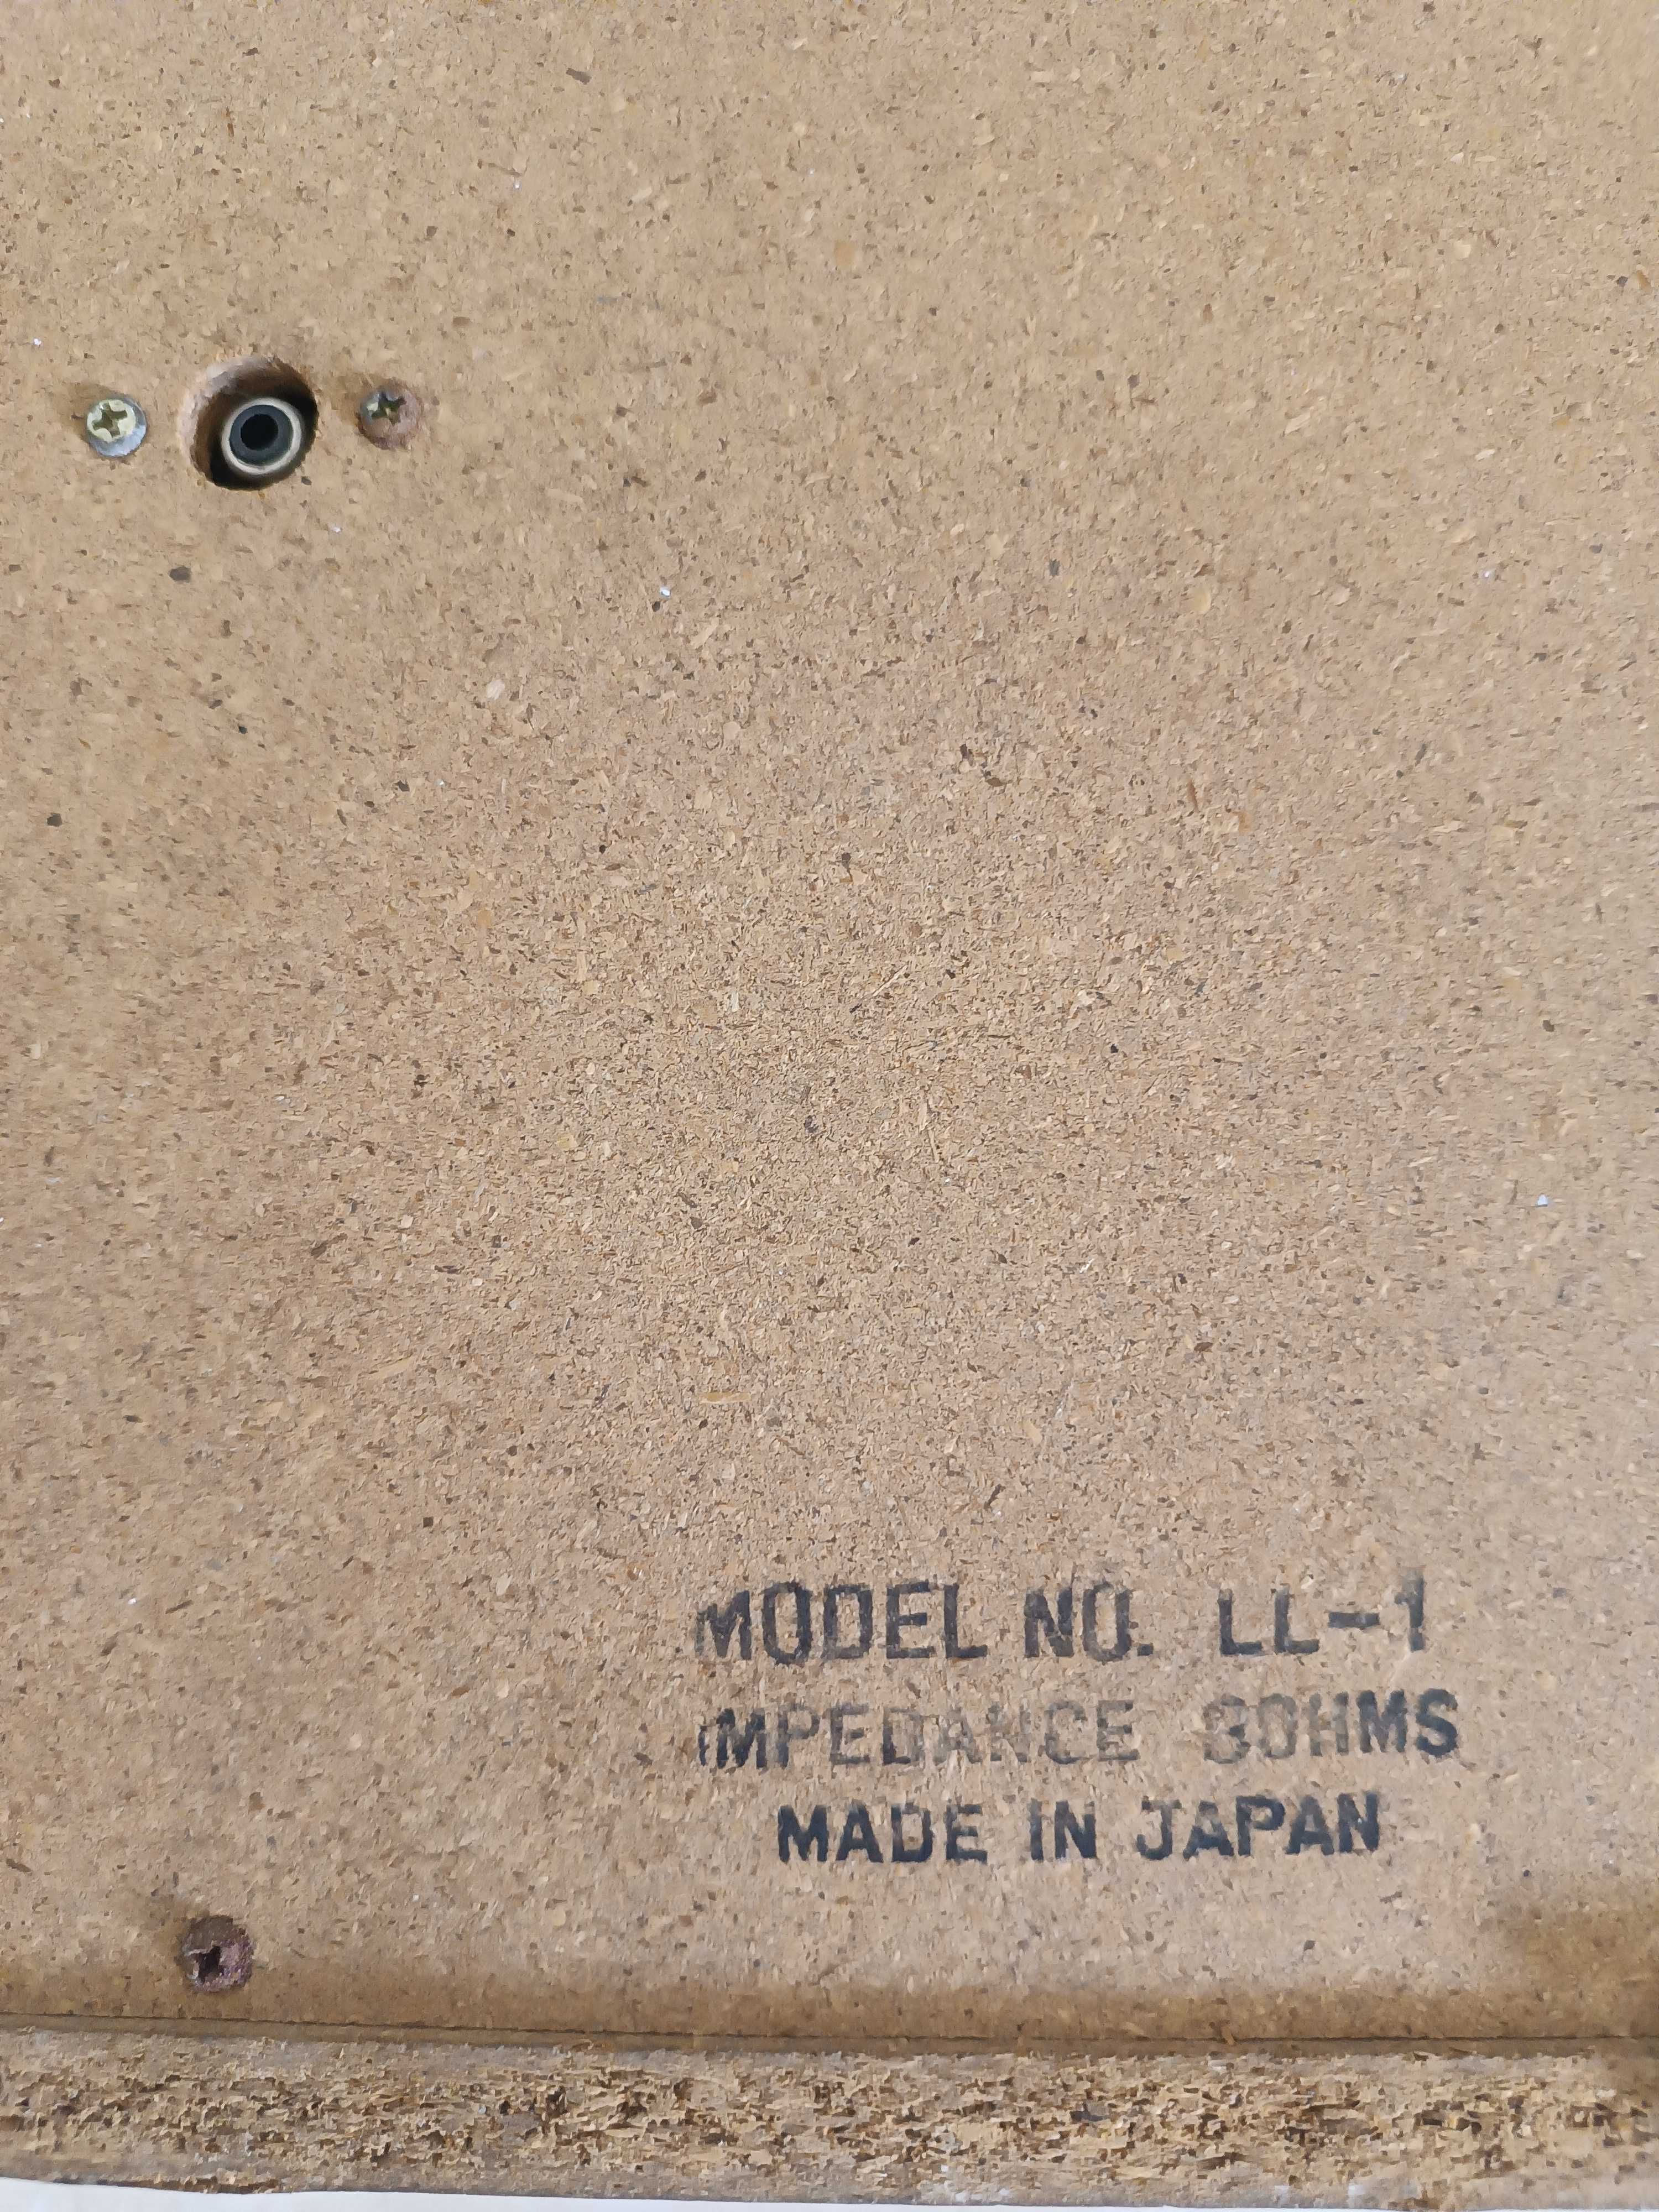 MODEL NO. LL-1
IMPEDANCE 8OHMS
MADE IN JAPAN